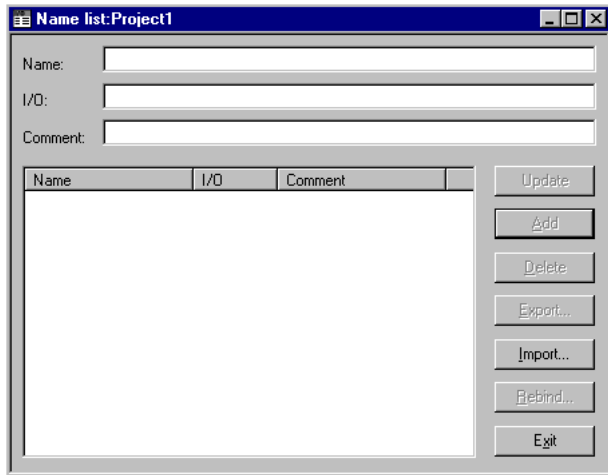 Name list:Project1
Name:
I/O:
Comment:
Name I/O Comment
Update
Add
Delete
Export...
Import...
Rebind...
Exit